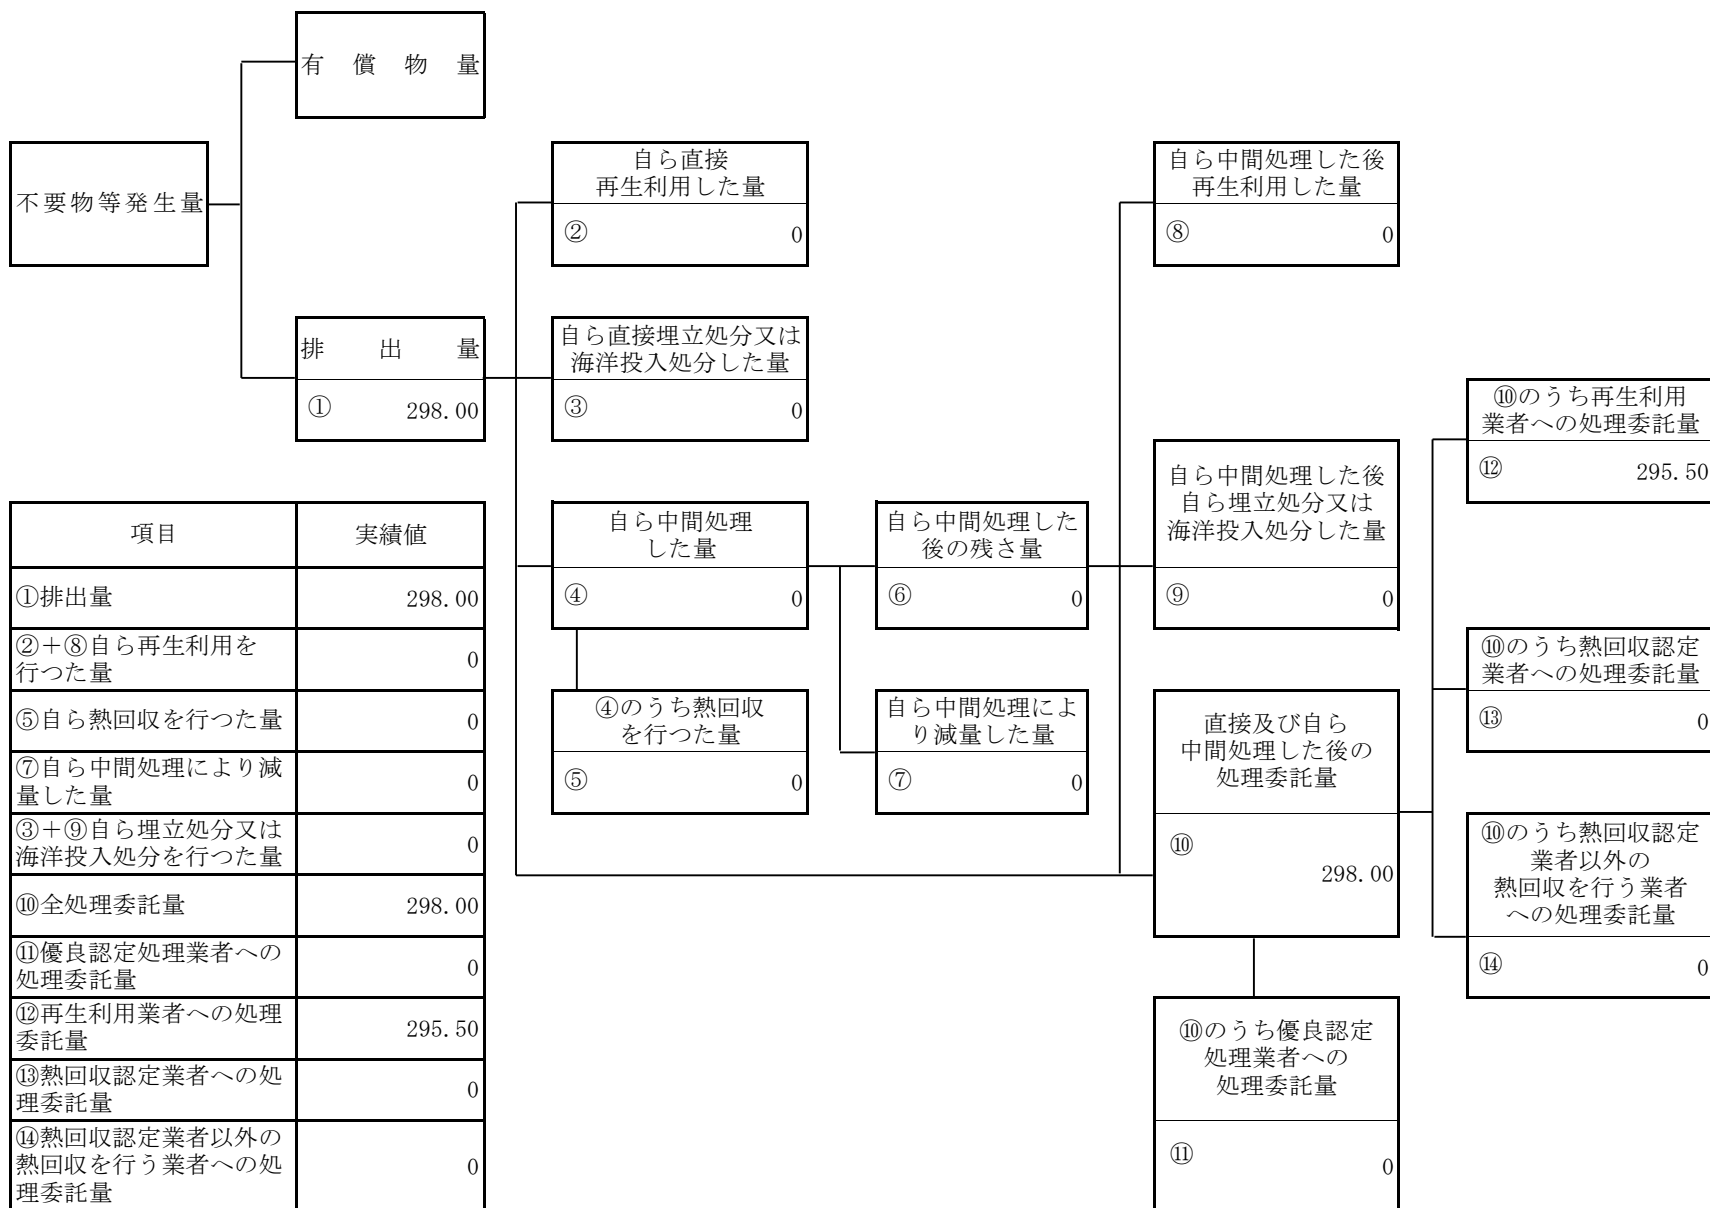 有償物量
不要物等発生量
排出量
① 298.00
自ら直接
再生利用した量
② 0
自ら直接埋立処分又は
海洋投入処分した量
③ 0
自ら中間処理
した量
④ 0
④のうち熱回収
を行つた量
⑤ 0
自ら中間処理した
後の残さ量
⑥ 0
自ら中間処理によ
り減量した量
⑦ 0
自ら中間処理した後
再生利用した量
⑧ 0
自ら中間処理した後
自ら埋立処分又は
海洋投入処分した量
⑨ 0
直接及び自ら
中間処理した後の
処理委託量
⑩
298.00
⑩のうち優良認定
処理業者への
処理委託量
⑪ 0
⑩のうち再生利用
業者への処理委託量
⑫ 295.50
⑩のうち熱回収認定
業者への処理委託量
⑬ 0
⑩のうち熱回収認定
業者以外の
熱回収を行う業者
への処理委託量
⑭ 0
項目 実績値
①排出量 298.00
②＋⑧自ら再生利用を
行つた量 0
⑤自ら熱回収を行つた量 0
⑦自ら中間処理により減
量した量 0
③＋⑨自ら埋立処分又は
海洋投入処分を行つた量 0
⑩全処理委託量 298.00
⑪優良認定処理業者への
処理委託量 0
⑫再生利用業者への処理
委託量 295.50
⑬熱回収認定業者への処
理委託量 0
⑭熱回収認定業者以外の
熱回収を行う業者への処
理委託量 0